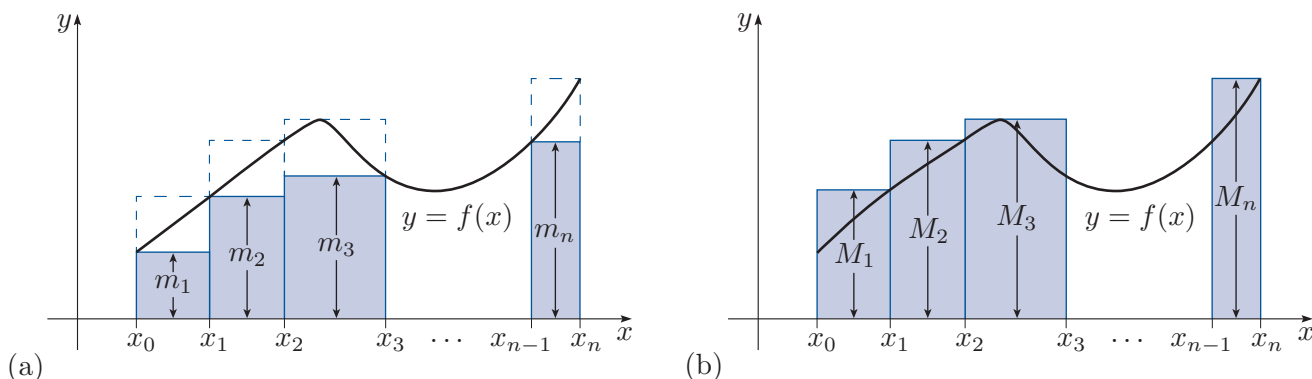 y
y = f(x)
m₁
m₂
m₃
mₙ
x₀ x₁ x₂ x₃ ⋯ xₙ₋₁ xₙ x
(a)
y
y = f(x)
M₁
M₂
M₃
Mₙ
x₀ x₁ x₂ x₃ ⋯ xₙ₋₁ xₙ x
(b)